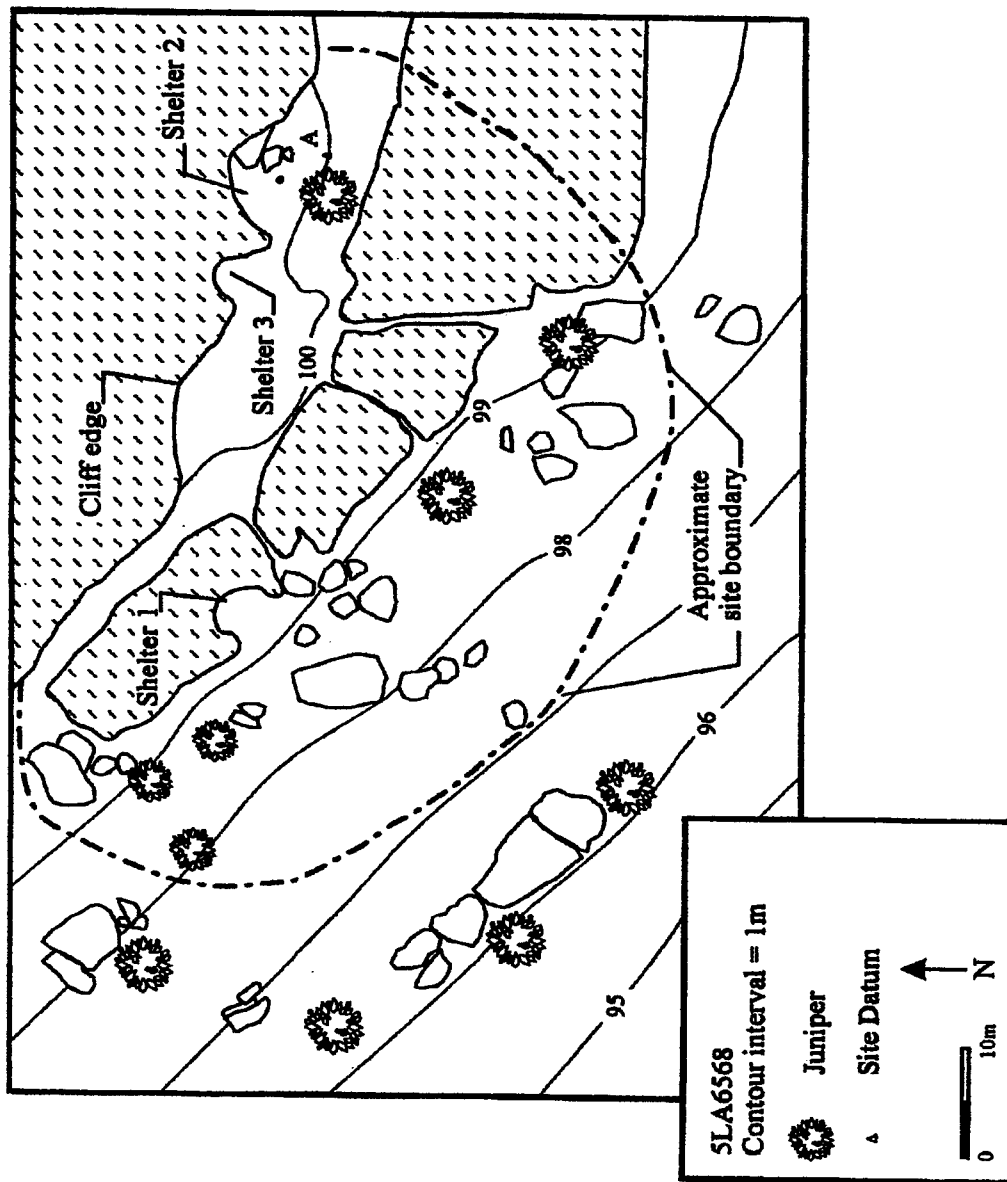 Shelter 2
A
Cliff edge
Shelter 3
100
Shelter 1
99
98
Approximate
site boundary
96
95
5LA6568
Contour interval = 1m
Juniper
Site Datum
N
0
10m